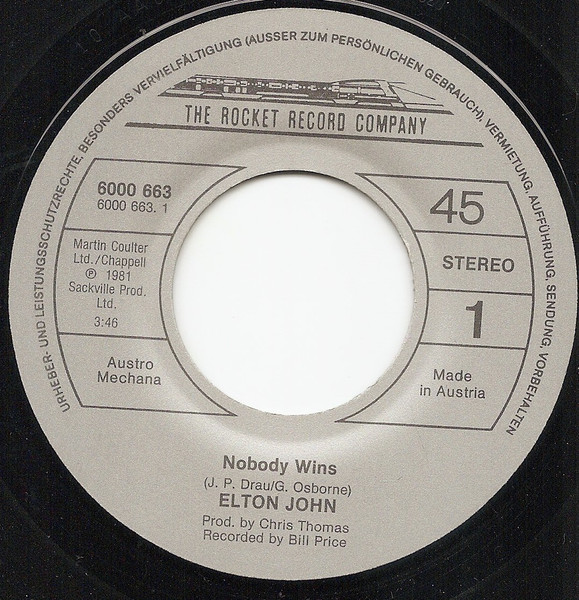 URHEBER- UND LEISTUNGSSCHUTZRECHTE, BESONDERS VERVIELFÄLTIGUNG (AUSSER ZUM PERSÖNLICHEN GEBRAUCH), VERMIETUNG, AUFFÜHRUNG, SENDUNG, VORBEHALTEN
THE ROCKET RECORD COMPANY
6000 663
6000 663. 1
Martin Coulter
Ltd./Chappell
℗ 1981
Sackville Prod.
Ltd.
3:46
Austro
Mechana
45
STEREO
1
Made
in Austria
Nobody Wins
(J. P. Drau/G. Osborne)
ELTON JOHN
Prod. by Chris Thomas
Recorded by Bill Price